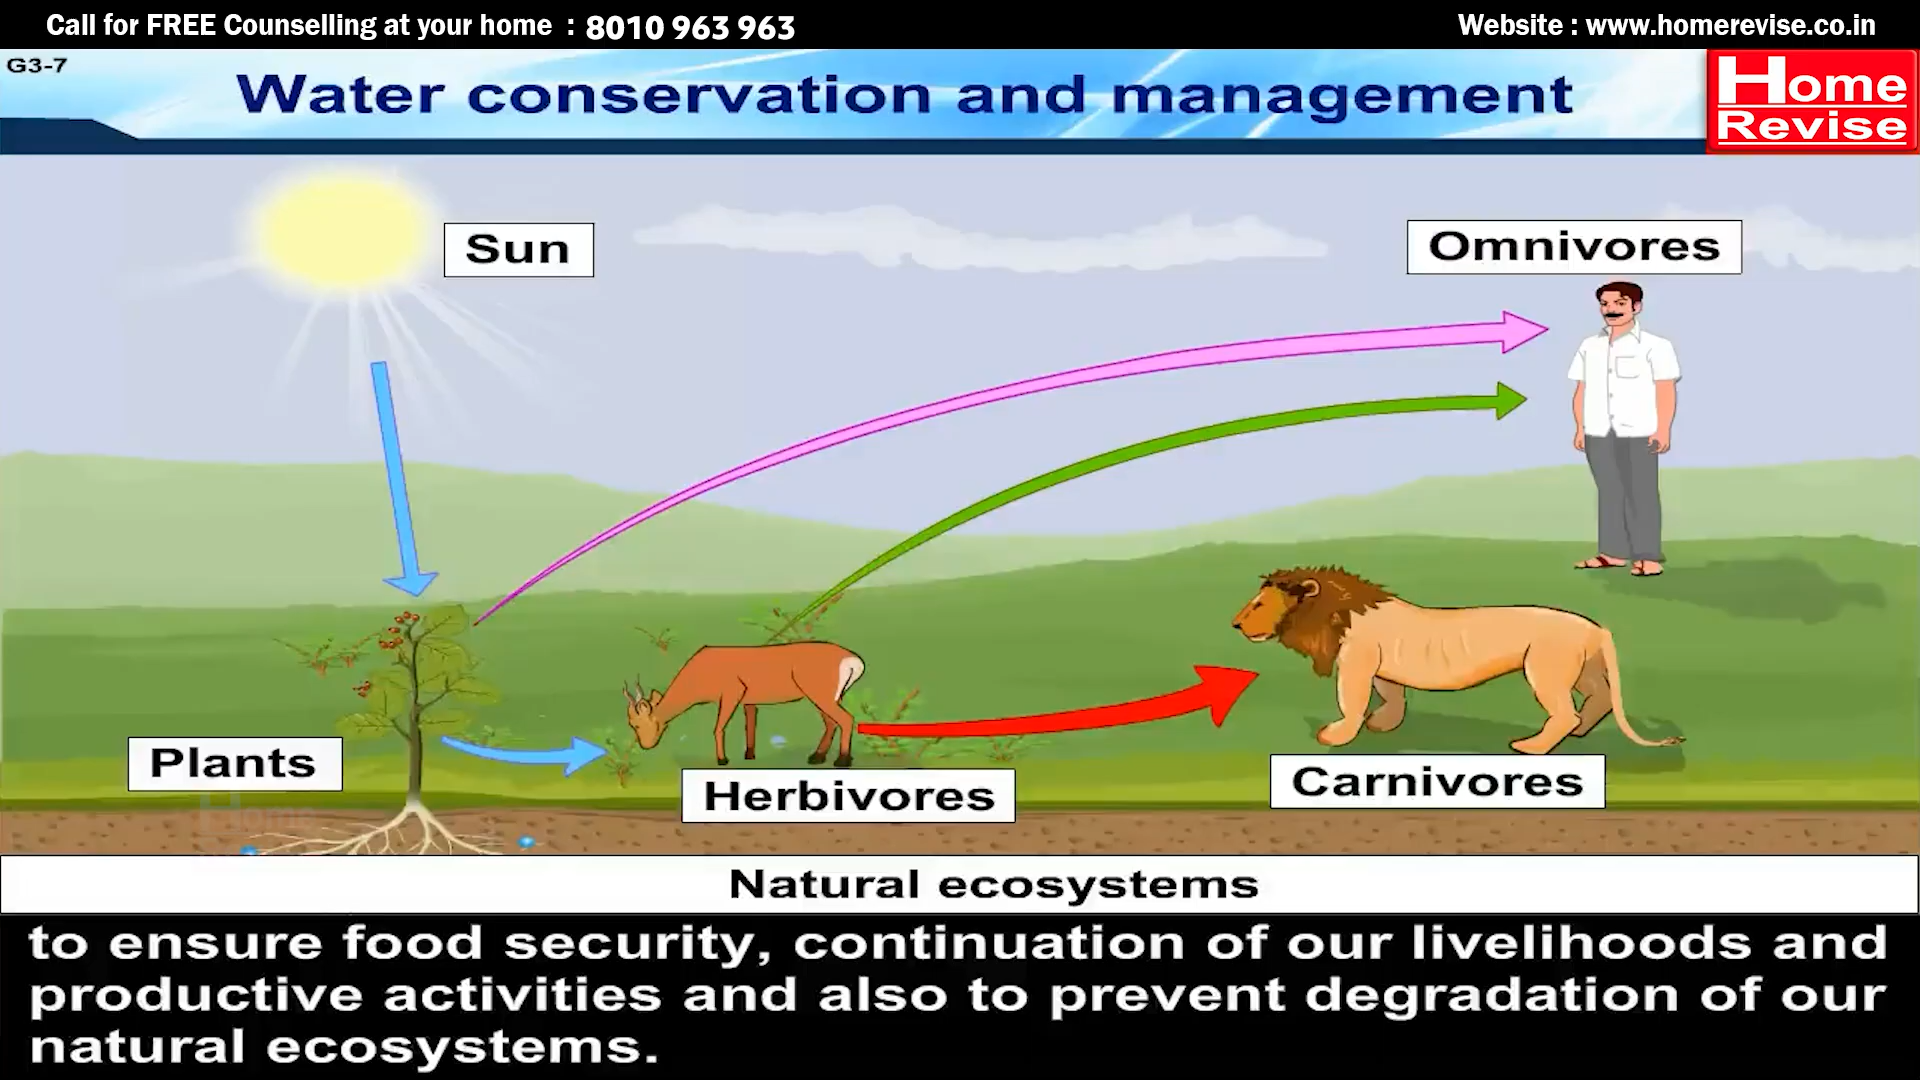 Call for FREE Counselling at your home : 8010 963 963
Website : www.homerevise.co.in
G3-7
Water conservation and management
Home
Revise
Sun
Omnivores
Plants
Herbivores
Carnivores
Home
Natural ecosystems
to ensure food security, continuation of our livelihoods and
productive activities and also to prevent degradation of our
natural ecosystems.